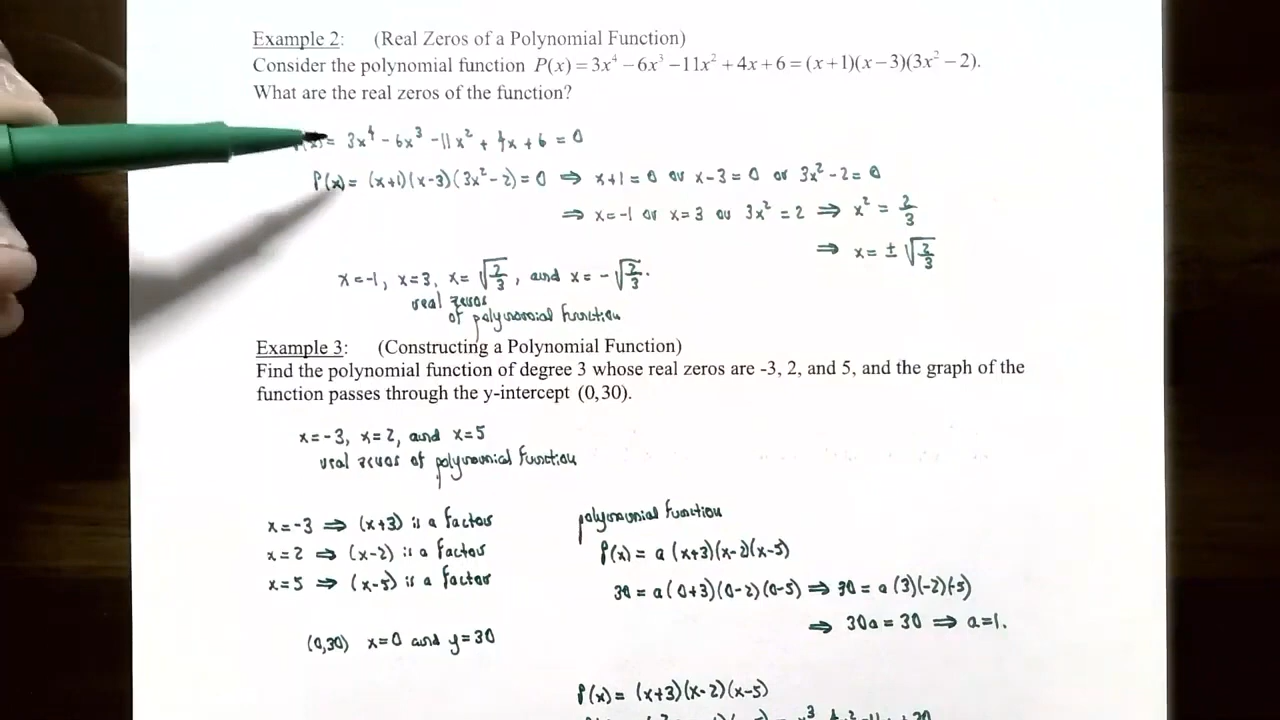 Example 2: (Real Zeros of a Polynomial Function)
Consider the polynomial function P(x) = 3x⁴ − 6x³ − 11x² + 4x + 6 = (x+1)(x−3)(3x² − 2).
What are the real zeros of the function?
= 3x⁴ − 6x³ − 11x² + 4x + 6 = 0
P(x) = (x+1)(x−3)(3x² − 2) = 0 ⇒ x+1 = 0 or x−3 = 0 or 3x² − 2 = 0
⇒ x = −1 or x = 3 or 3x² = 2 ⇒ x² = 2/3
⇒ x = ± √(2/3)
x = −1, x = 3, x = √(2/3), and x = − √(2/3).
real zeros
of polynomial function
Example 3: (Constructing a Polynomial Function)
Find the polynomial function of degree 3 whose real zeros are -3, 2, and 5, and the graph of the
function passes through the y-intercept (0,30).
x = −3, x = 2, and x = 5
real zeros of polynomial function
x = −3 ⇒ (x+3) is a factor
x = 2 ⇒ (x−2) is a factor
x = 5 ⇒ (x−5) is a factor
(0,30) x = 0 and y = 30
polynomial function
P(x) = a (x+3)(x−2)(x−5)
30 = a (0+3)(0−2)(0−5) ⇒ 30 = a (3)(−2)(−5)
⇒ 30a = 30 ⇒ a = 1.
P(x) = (x+3)(x−2)(x−5)